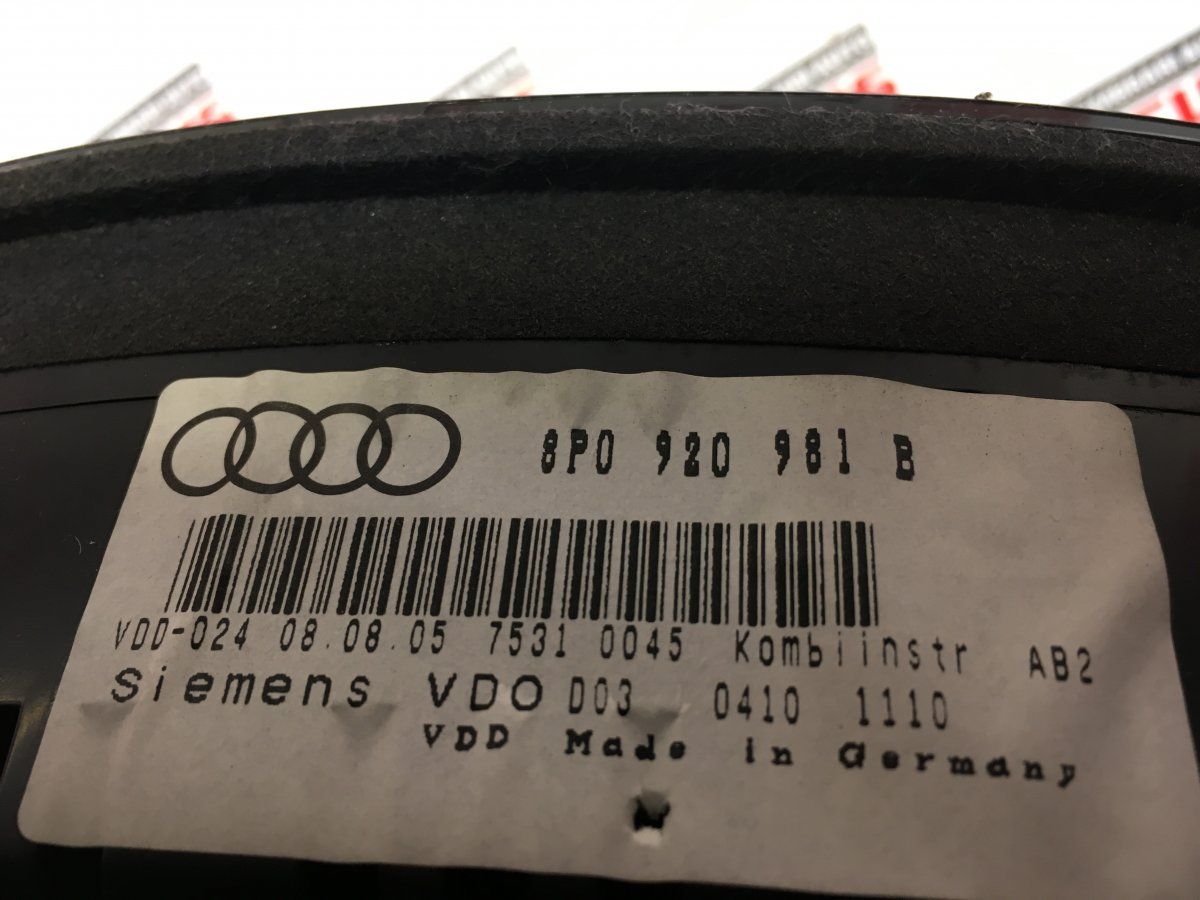 8P0 920 981 B
VDD-024 08.08.05 7531 0045 Kombiinstr AB2
Siemens VDO D03 0410 1110
VDD Made in Germany